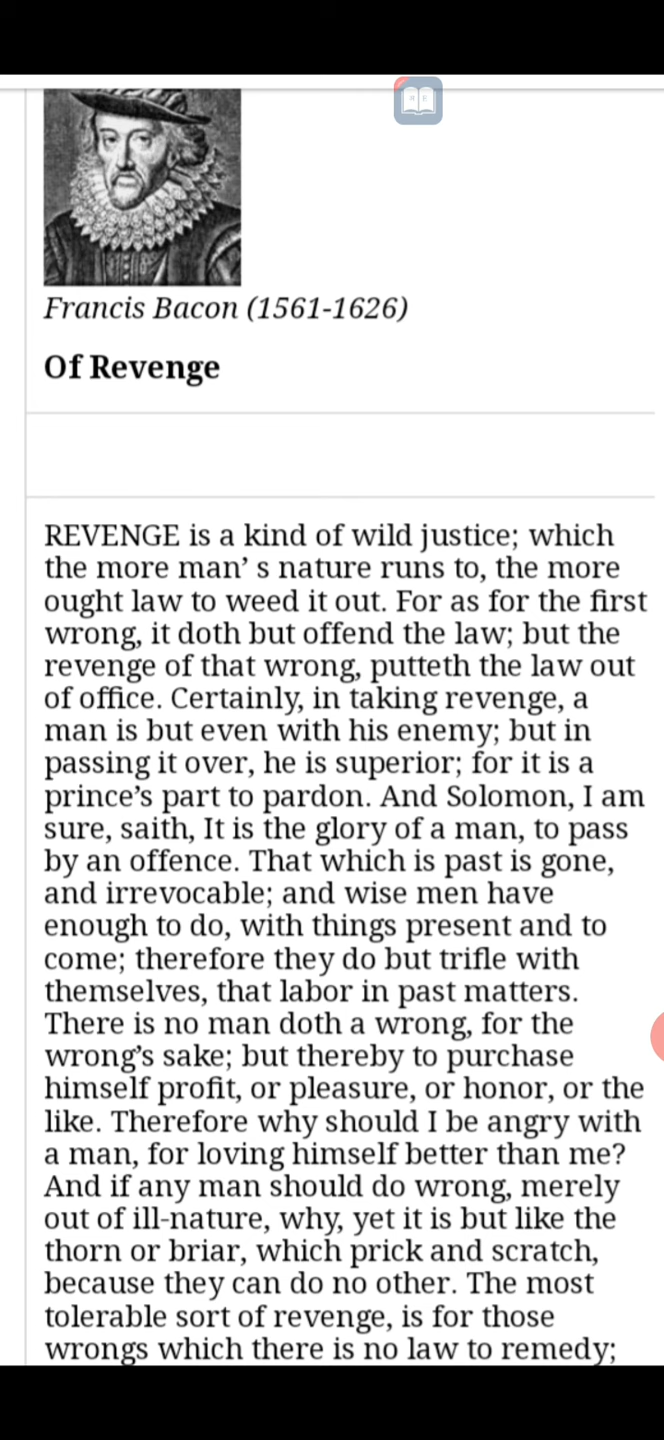 Francis Bacon (1561-1626)
Of Revenge
REVENGE is a kind of wild justice; which
the more man’ s nature runs to, the more
ought law to weed it out. For as for the first
wrong, it doth but offend the law; but the
revenge of that wrong, putteth the law out
of office. Certainly, in taking revenge, a
man is but even with his enemy; but in
passing it over, he is superior; for it is a
prince’s part to pardon. And Solomon, I am
sure, saith, It is the glory of a man, to pass
by an offence. That which is past is gone,
and irrevocable; and wise men have
enough to do, with things present and to
come; therefore they do but trifle with
themselves, that labor in past matters.
There is no man doth a wrong, for the
wrong’s sake; but thereby to purchase
himself profit, or pleasure, or honor, or the
like. Therefore why should I be angry with
a man, for loving himself better than me?
And if any man should do wrong, merely
out of ill-nature, why, yet it is but like the
thorn or briar, which prick and scratch,
because they can do no other. The most
tolerable sort of revenge, is for those
wrongs which there is no law to remedy;